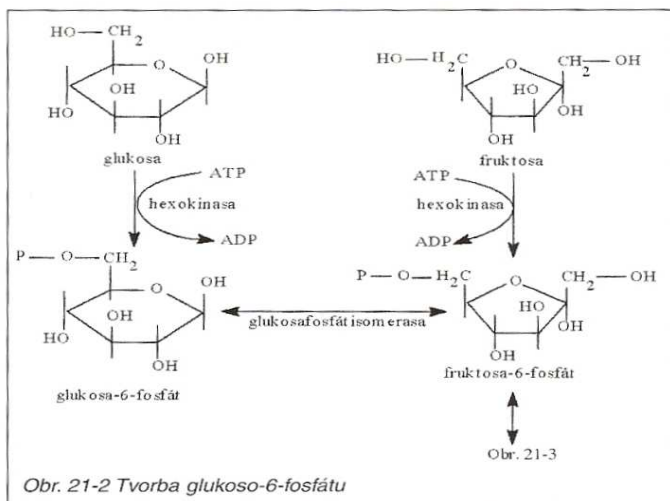 HO—CH2
O
OH
OH
HO
OH
OH
glukosa
HO—H2C
O
CH2—OH
HO
OH
OH
fruktosa
ATP
hexokinasa
ADP
ATP
hexokinasa
ADP
P—O—CH2
O
OH
OH
HO
OH
OH
glukosa-6-fosfát
glukosafosfátisomerasa
P—O—H2C
O
CH2—OH
HO
OH
OH
fruktosa-6-fosfát
Obr. 21-3
Obr. 21-2 Tvorba glukoso-6-fosfátu